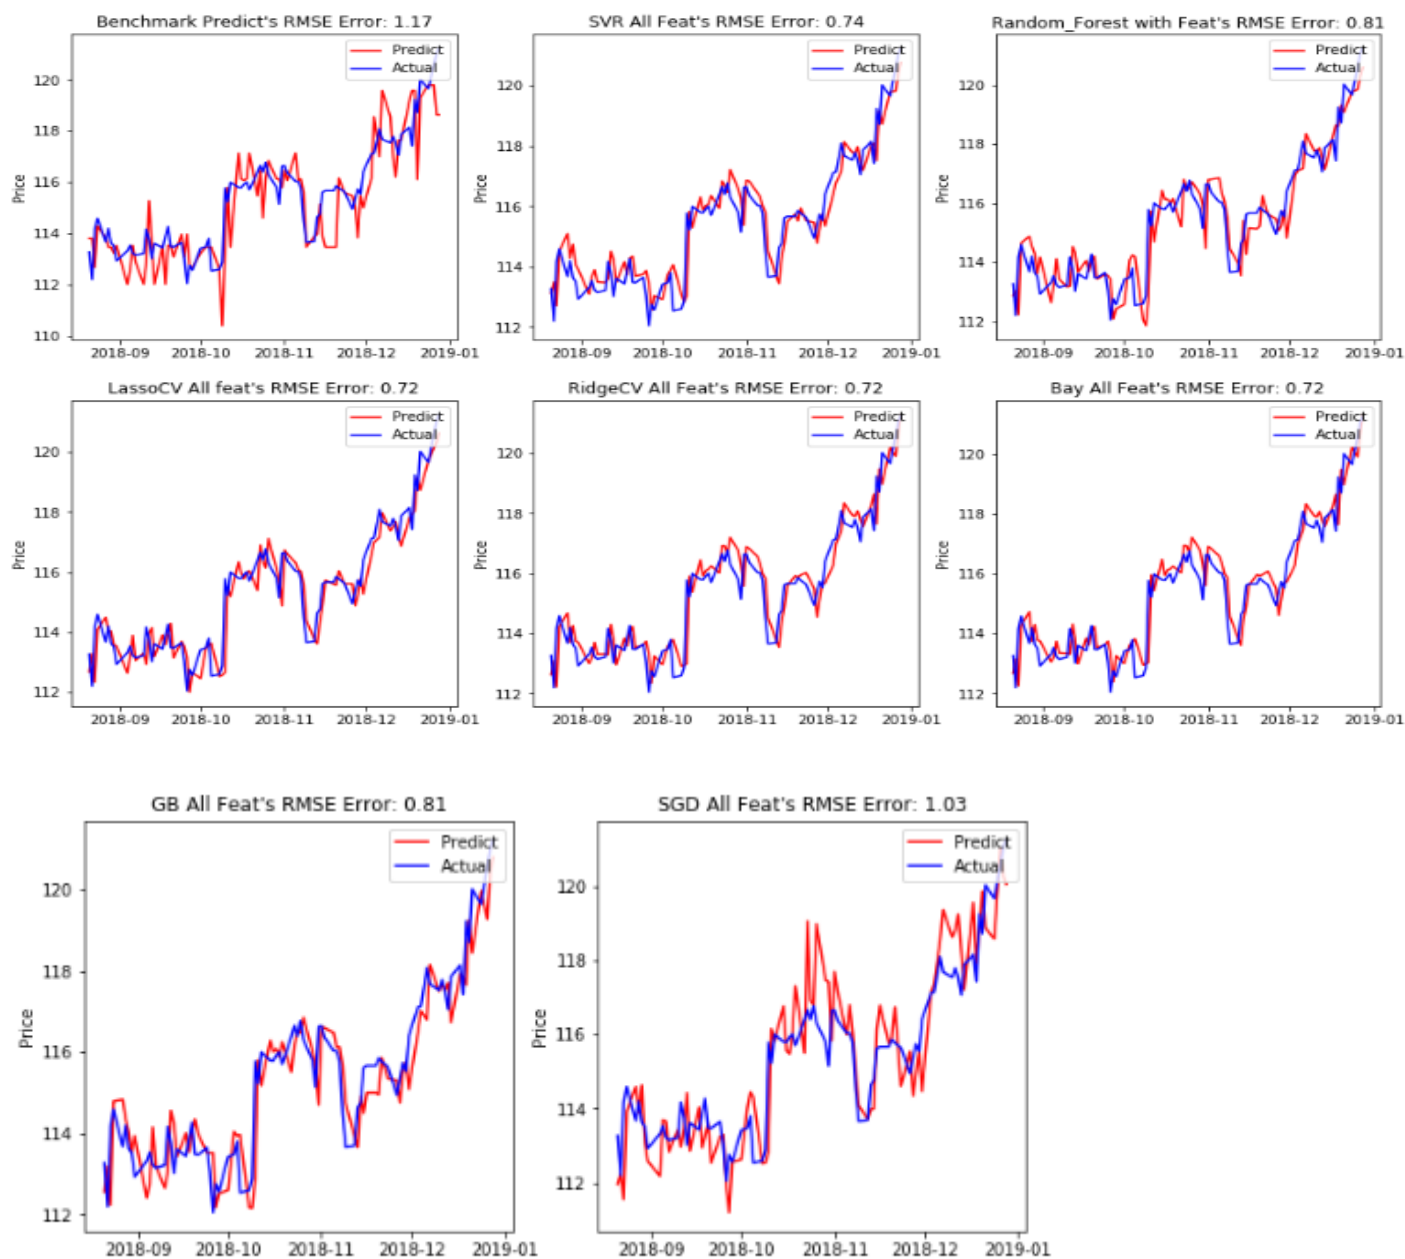 Benchmark Predict's RMSE Error: 1.17
Predict
Actual
120
118
116
114
112
110
Price
2018-09 2018-10 2018-11 2018-12 2019-01
SVR All Feat's RMSE Error: 0.74
Predict
Actual
120
118
116
114
112
Price
2018-09 2018-10 2018-11 2018-12 2019-01
Random_Forest with Feat's RMSE Error: 0.81
Predict
Actual
120
118
116
114
112
Price
2018-09 2018-10 2018-11 2018-12 2019-01
LassoCV All feat's RMSE Error: 0.72
Predict
Actual
120
118
116
114
112
Price
2018-09 2018-10 2018-11 2018-12 2019-01
RidgeCV All Feat's RMSE Error: 0.72
Predict
Actual
120
118
116
114
112
Price
2018-09 2018-10 2018-11 2018-12 2019-01
Bay All Feat's RMSE Error: 0.72
Predict
Actual
120
118
116
114
112
Price
2018-09 2018-10 2018-11 2018-12 2019-01
GB All Feat's RMSE Error: 0.81
Predict
Actual
120
118
116
114
112
Price
2018-09 2018-10 2018-11 2018-12 2019-01
SGD All Feat's RMSE Error: 1.03
Predict
Actual
120
118
116
114
112
Price
2018-09 2018-10 2018-11 2018-12 2019-01